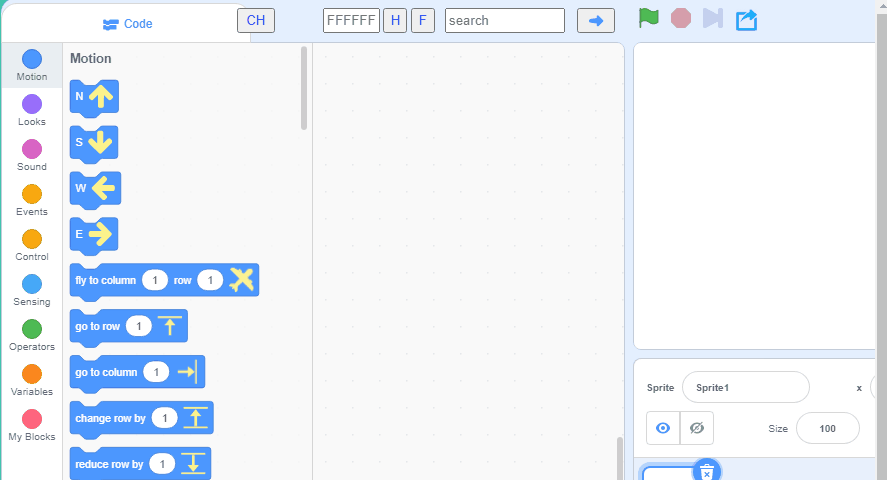 Code
CH
FFFFFF
H
F
search
Motion
Looks
Sound
Events
Control
Sensing
Operators
Variables
My Blocks
Motion
N
S
W
E
fly to column 1 row 1
go to row 1
go to column 1
change row by 1
reduce row by 1
Sprite Sprite1 x
Size 100